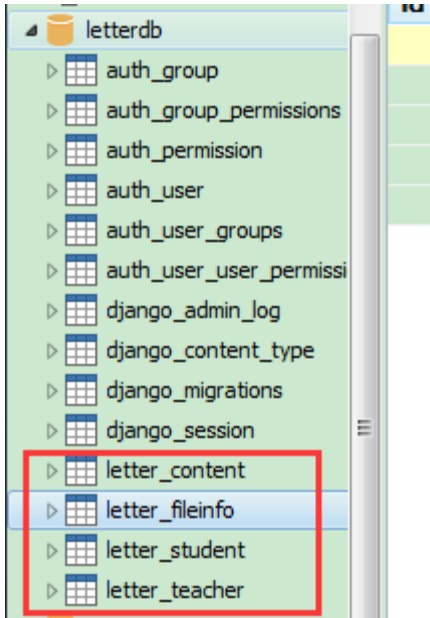 letterdb
auth_group
auth_group_permissions
auth_permission
auth_user
auth_user_groups
auth_user_user_permissi
django_admin_log
django_content_type
django_migrations
django_session
letter_content
letter_fileinfo
letter_student
letter_teacher